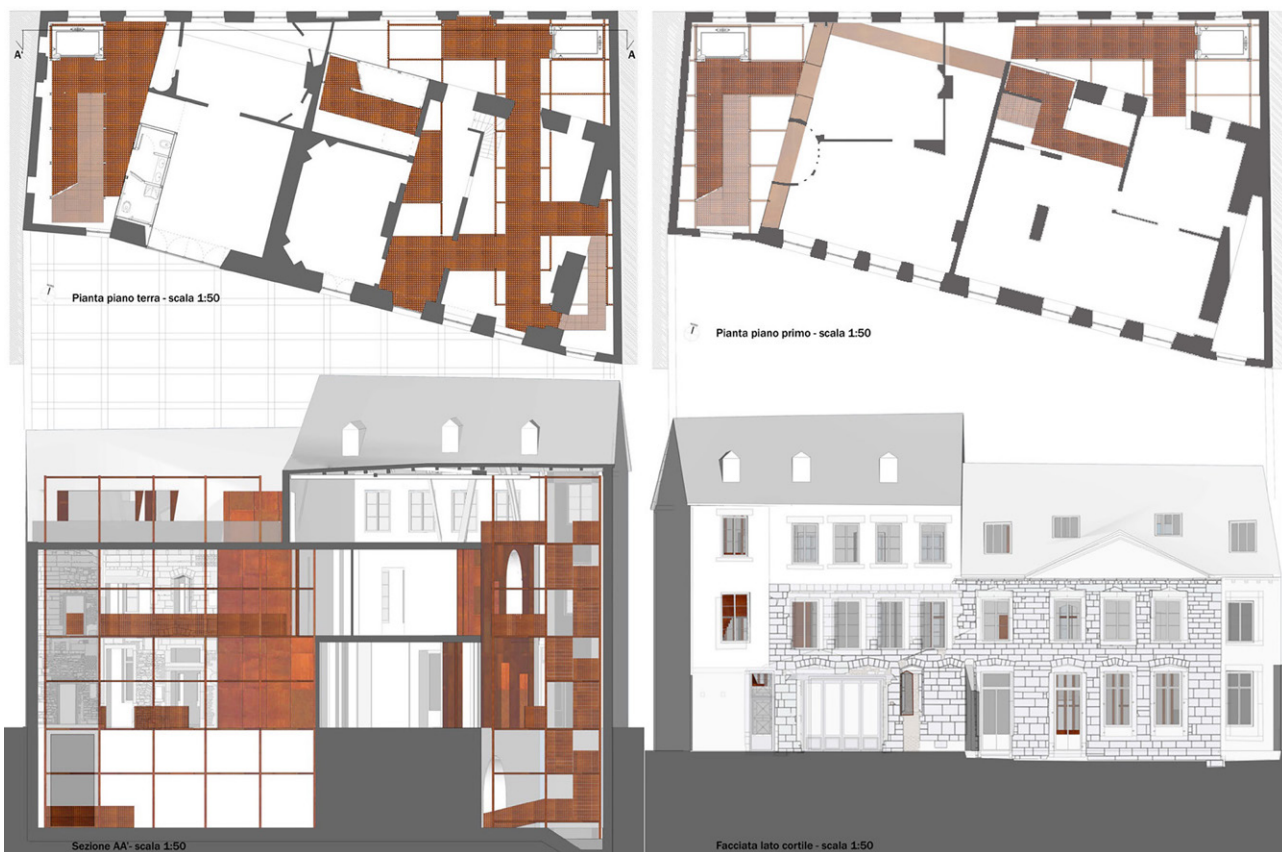 A'
A
Pianta piano terra - scala 1:50
Pianta piano primo - scala 1:50
Sezione AA'- scala 1:50
Facciata lato cortile - scala 1:50